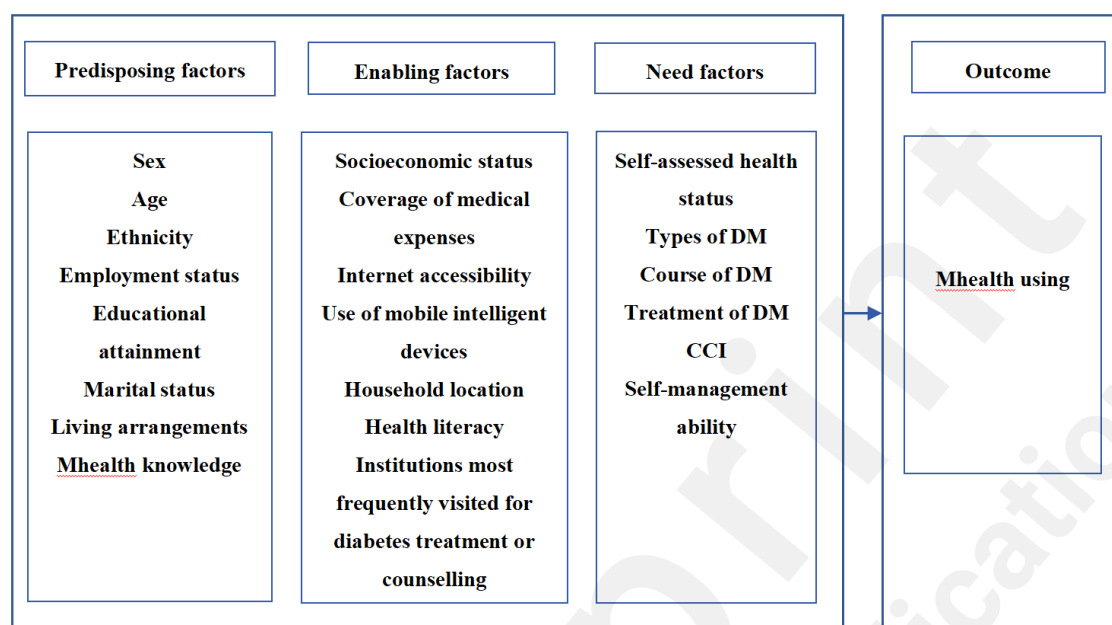 Predisposing factors
Enabling factors
Need factors
Outcome
Sex
Age
Ethnicity
Employment status
Educational
attainment
Marital status
Living arrangements
Mhealth knowledge
Socioeconomic status
Coverage of medical
expenses
Internet accessibility
Use of mobile intelligent
devices
Household location
Health literacy
Institutions most
frequently visited for
diabetes treatment or
counselling
Self-assessed health
status
Types of DM
Course of DM
Treatment of DM
CCI
Self-management
ability
Mhealth using